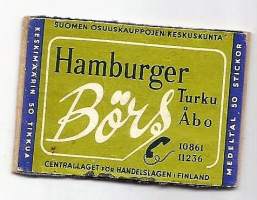 SUOMEN OSUUSKAUPPOJEN KESKUSKUNTA
KESKIMÄÄRIN 50 TIKKUA
Hamburger
Börs
Turku
Åbo
10861
11236
MEDELTAL 50 STICKOR
CENTRALLAGET FÖR HANDELSLAGEN I FINLAND